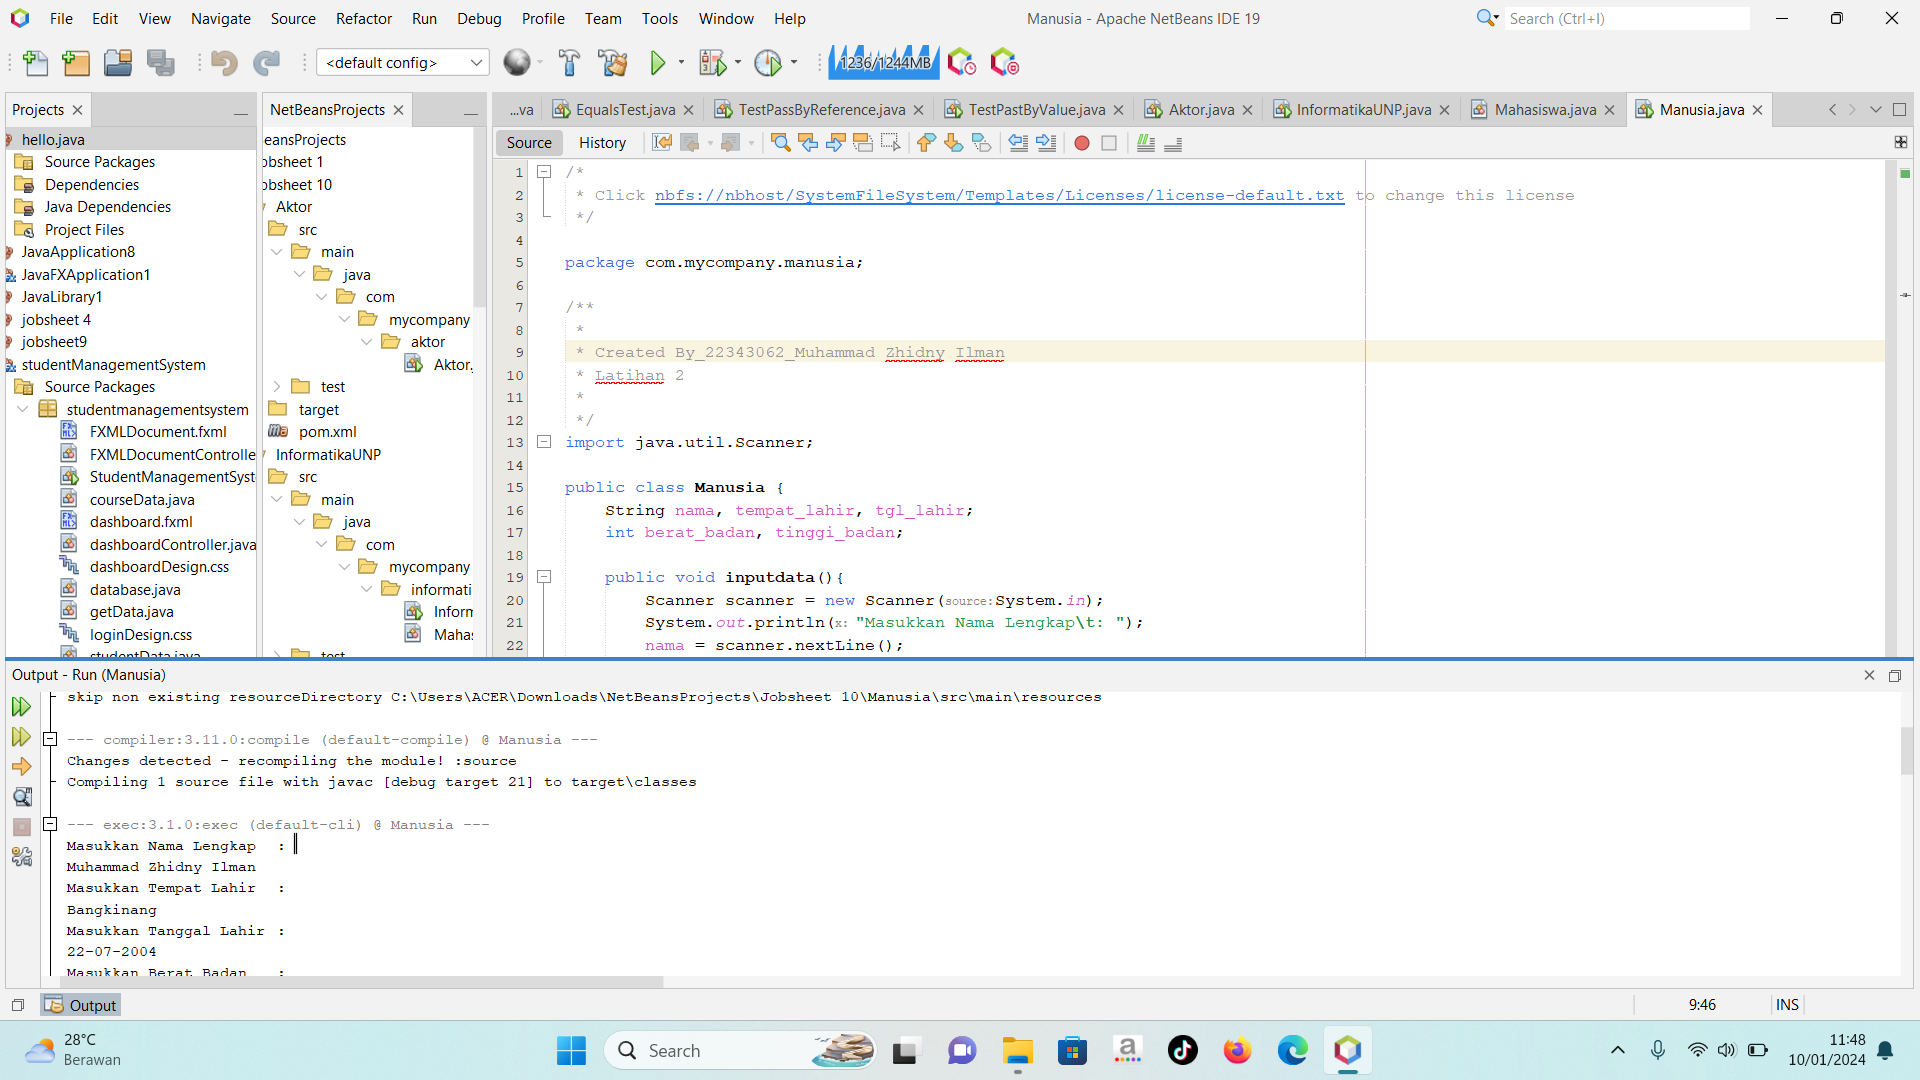 File Edit View Navigate Source Refactor Run Debug Profile Team Tools Window Help
Manusia - Apache NetBeans IDE 19
Search (Ctrl+I)
<default config>
1236/1244MB
Projects
hello.java
Source Packages
Dependencies
Java Dependencies
Project Files
JavaApplication8
JavaFXApplication1
JavaLibrary1
jobsheet 4
jobsheet9
studentManagementSystem
Source Packages
studentmanagementsystem
FXMLDocument.fxml
FXMLDocumentControlle
StudentManagementSyst
courseData.java
dashboard.fxml
dashboardController.java
dashboardDesign.css
database.java
getData.java
loginDesign.css
studentData.java
NetBeansProjects
eansProjects
obsheet 1
obsheet 10
Aktor
src
main
java
com
mycompany
aktor
Aktor.
test
target
pom.xml
InformatikaUNP
src
main
java
com
mycompany
informati
Inforn
Mahas
test
...va EqualsTest.java TestPassByReference.java TestPastByValue.java Aktor.java InformatikaUNP.java Mahasiswa.java Manusia.java
Source History
1 /*
2 * Click nbfs://nbhost/SystemFileSystem/Templates/Licenses/license-default.txt to change this license
3 */
4
5 package com.mycompany.manusia;
6
7 /**
8 *
9 * Created By_22343062_Muhammad Zhidny Ilman
10 * Latihan 2
11 *
12 */
13 import java.util.Scanner;
14
15 public class Manusia {
16 String nama, tempat_lahir, tgl_lahir;
17 int berat_badan, tinggi_badan;
18
19 public void inputdata(){
20 Scanner scanner = new Scanner(source:System.in);
21 System.out.println(x: "Masukkan Nama Lengkap\t: ");
22 nama = scanner.nextLine();
Output - Run (Manusia)
skip non existing resourceDirectory C:\Users\ACER\Downloads\NetBeansProjects\Jobsheet 10\Manusia\src\main\resources
--- compiler:3.11.0:compile (default-compile) @ Manusia ---
Changes detected - recompiling the module! :source
Compiling 1 source file with javac [debug target 21] to target\classes
--- exec:3.1.0:exec (default-cli) @ Manusia ---
Masukkan Nama Lengkap :
Muhammad Zhidny Ilman
Masukkan Tempat Lahir :
Bangkinang
Masukkan Tanggal Lahir :
22-07-2004
Masukkan Berat Badan :
Output
9:46 INS
28°C
Berawan
Search
11:48
10/01/2024